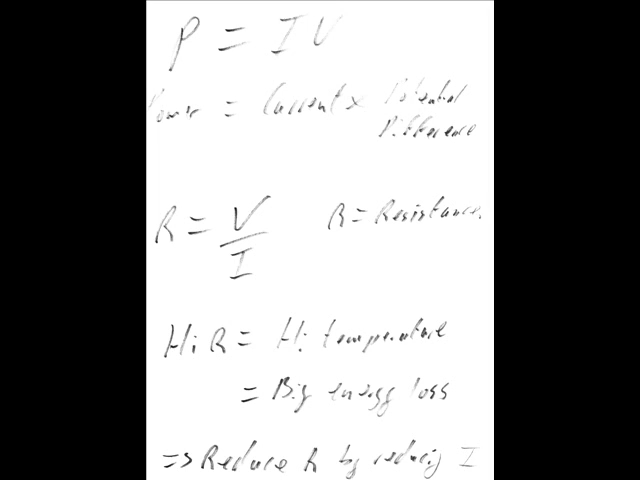 P = IV
Power = Current x Potential
Difference
R = V
I
R = Resistance
Hi R = Hi temperature
= Big energy loss
=> Reduce R by reducing I